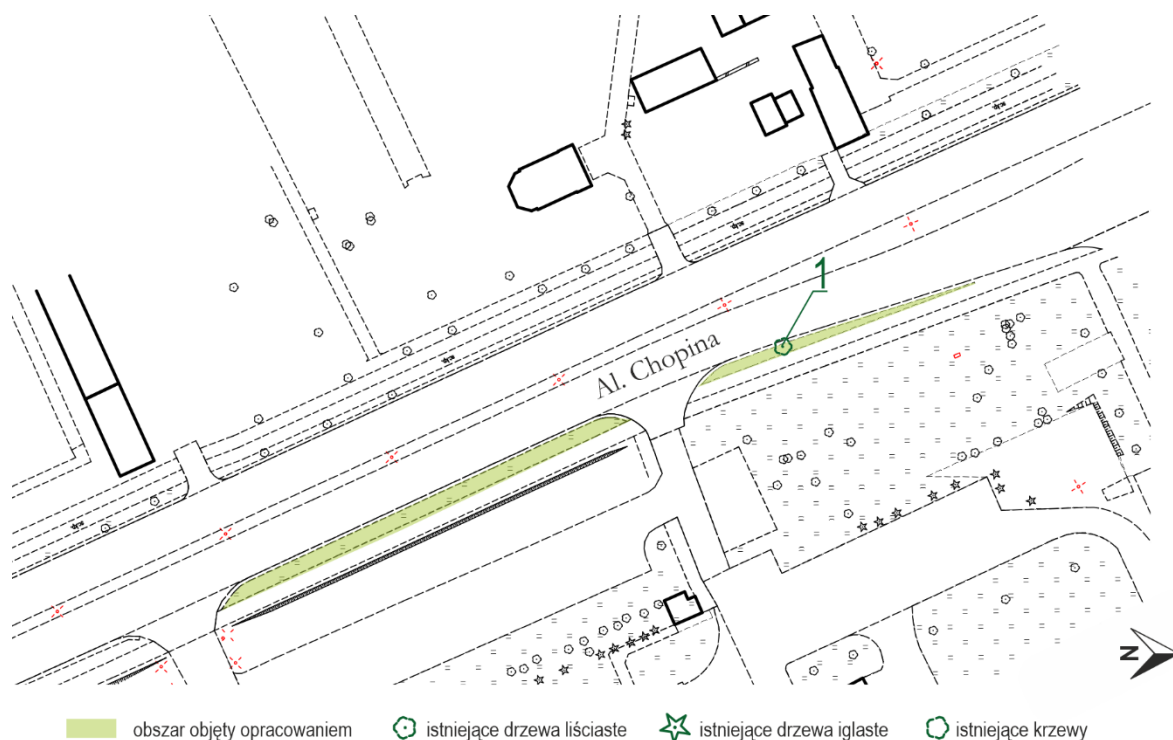 1
Al. Chopina
N
obszar objęty opracowaniem istniejące drzewa liściaste istniejące drzewa iglaste istniejące krzewy